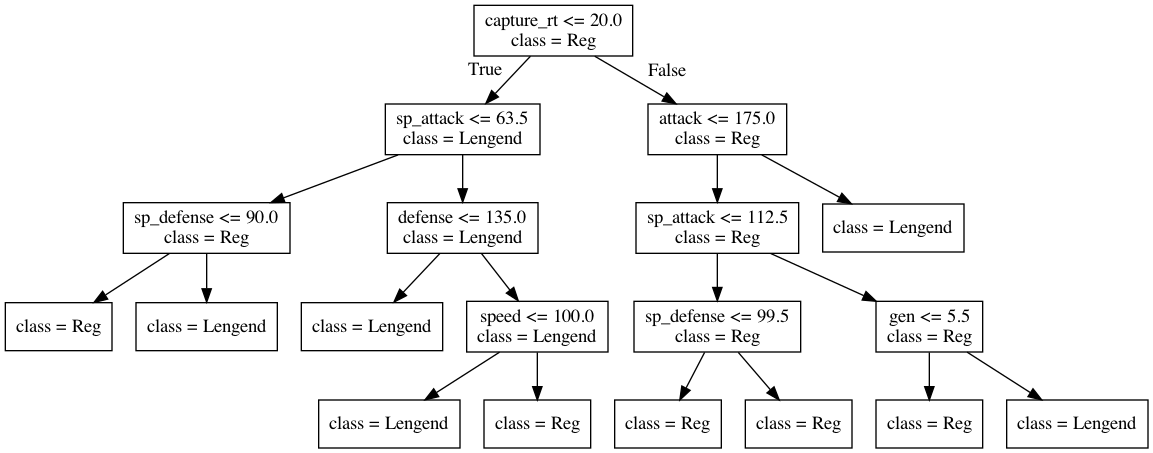 capture_rt <= 20.0
class = Reg
True
False
sp_attack <= 63.5
class = Lengend
attack <= 175.0
class = Reg
sp_defense <= 90.0
class = Reg
defense <= 135.0
class = Lengend
sp_attack <= 112.5
class = Reg
class = Lengend
class = Reg
class = Lengend
class = Lengend
speed <= 100.0
class = Lengend
sp_defense <= 99.5
class = Reg
gen <= 5.5
class = Reg
class = Lengend
class = Reg
class = Reg
class = Reg
class = Reg
class = Lengend